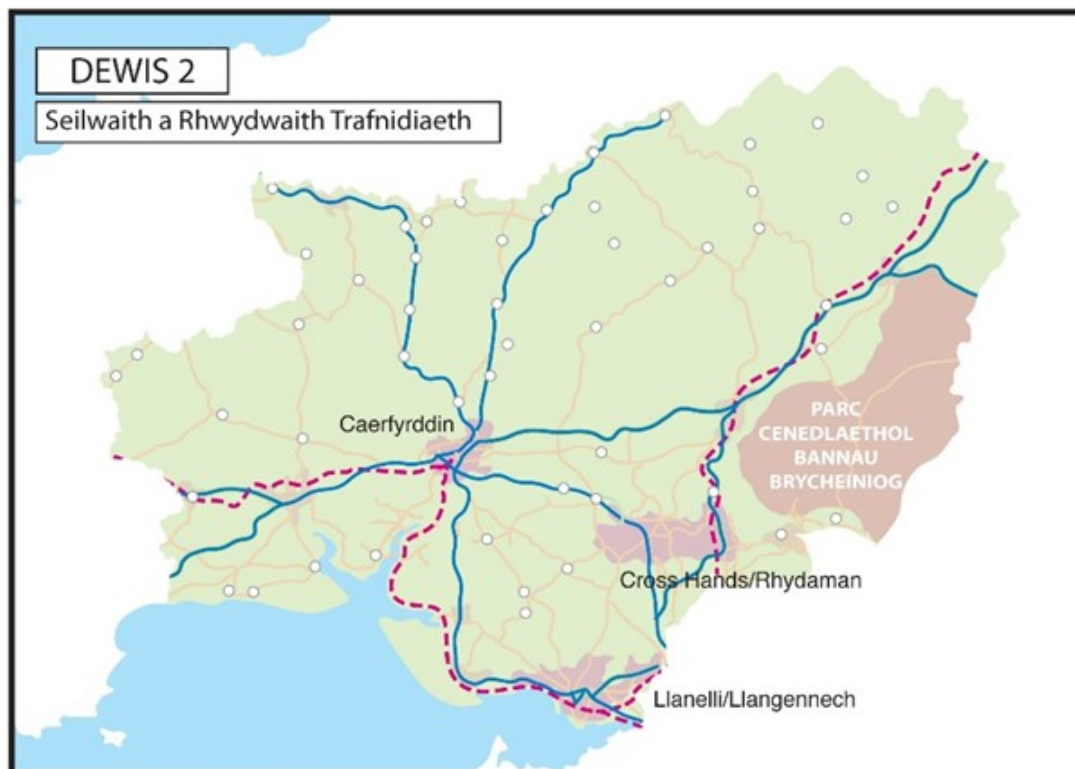 DEWIS 2
Seilwaith a Rhwydwaith Trafnidiaeth
Caerfyrddin
PARC
CENEDLAETHOL
BANNAU
BRYCHEINIOG
Cross Hands/Rhydaman
Llanelli/Llangennech